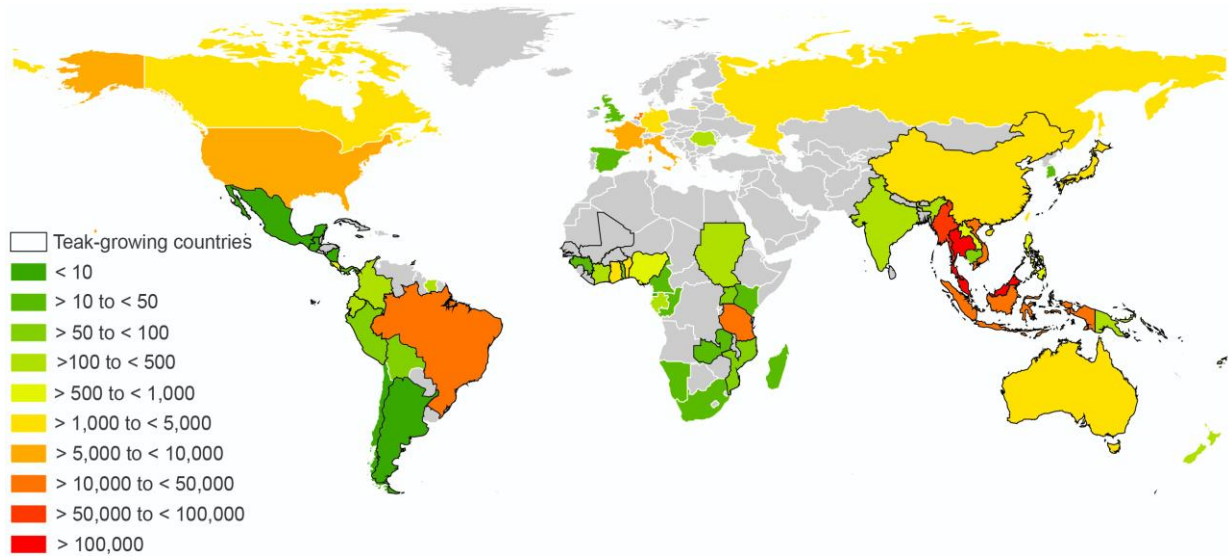 Teak-growing countries
< 10
> 10 to < 50
> 50 to < 100
>100 to < 500
> 500 to < 1,000
> 1,000 to < 5,000
> 5,000 to < 10,000
> 10,000 to < 50,000
> 50,000 to < 100,000
> 100,000